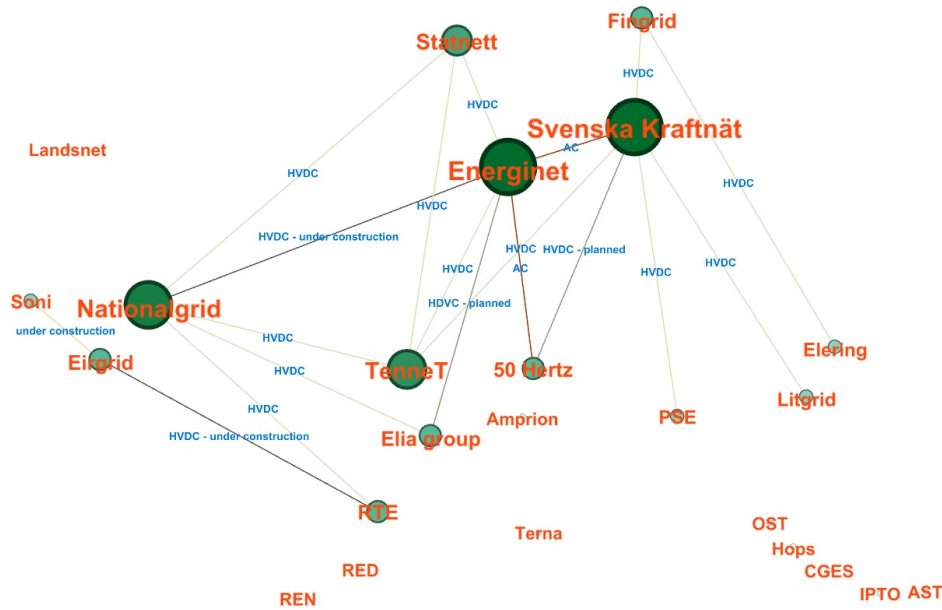 Fingrid
Statnett
HVDC
HVDC
Svenska Kraftnät
AC
Landsnet
Energinet
HVDC
HVDC
HVDC
HVDC - under construction
HVDC
HVDC - planned
HVDC
AC
HVDC
HVDC
HVDC
Soni
Nationalgrid
HDVC - planned
under construction
HVDC
Eirgrid
TenneT
50 Hertz
Elering
HVDC
Litgrid
HVDC
Amprion
PSE
HVDC - under construction
Elia group
RTE
Terna
OST
Hops
RED
CGES
REN
IPTO
AST